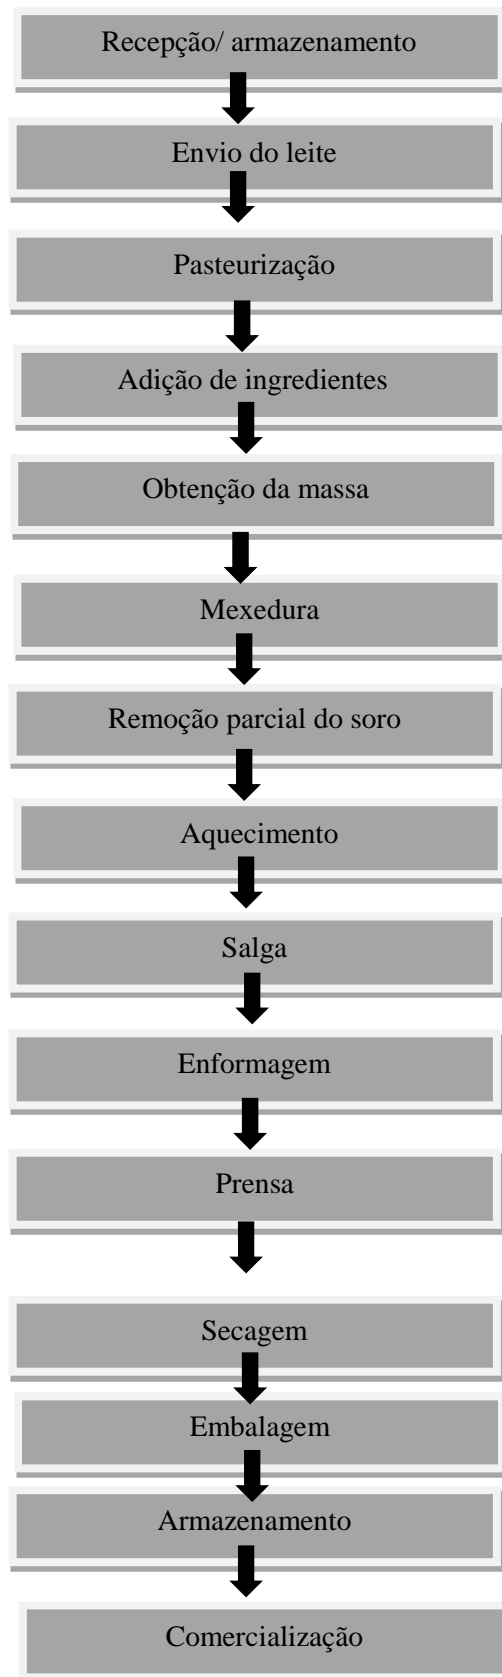 Recepção/ armazenamento
Envio do leite
Pasteurização
Adição de ingredientes
Obtenção da massa
Mexedura
Remoção parcial do soro
Aquecimento
Salga
Enformagem
Prensa
Secagem
Embalagem
Armazenamento
Comercialização